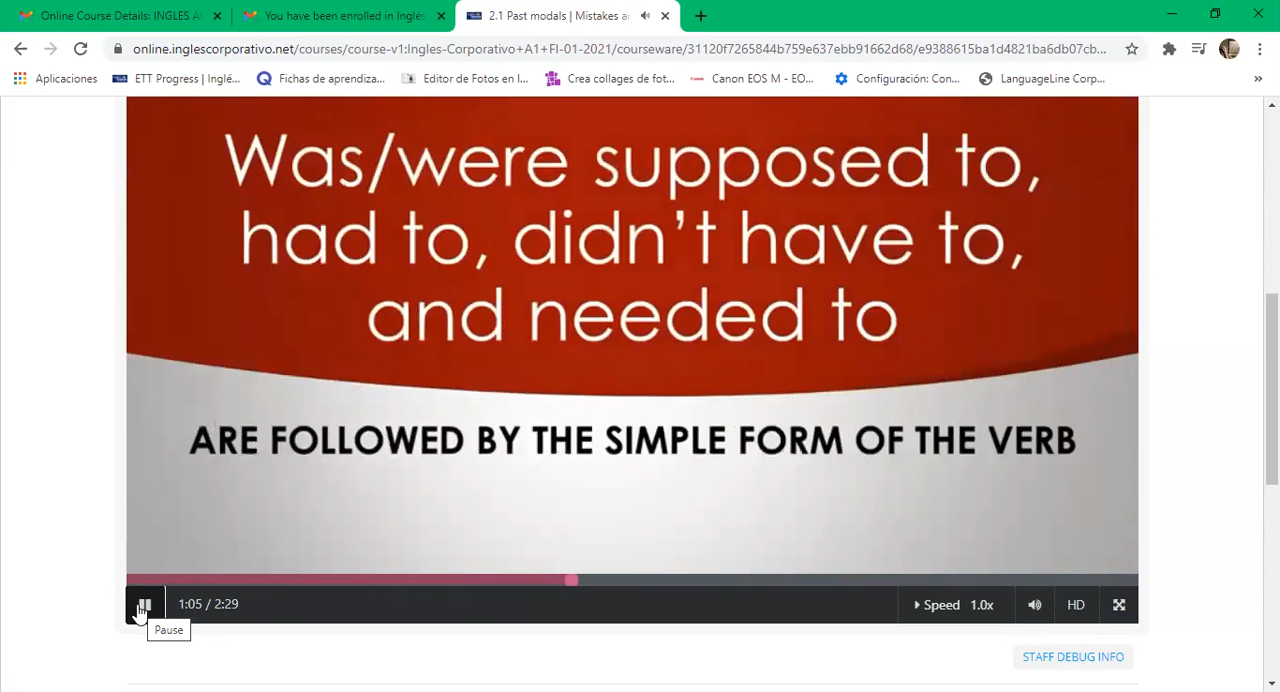 Online Course Details: INGLES AV
You have been enrolled in Inglés
2.1 Past modals | Mistakes a
online.inglescorporativo.net/courses/course-v1:Ingles-Corporativo+A1+FI-01-2021/courseware/31120f7265844b759e637ebb91662d68/e9388615ba1d4821ba6db07cb...
Aplicaciones
ETT Progress | Inglé...
Fichas de aprendiza...
Editor de Fotos en l...
Crea collages de fot...
Canon EOS M - EO...
Configuración: Con...
LanguageLine Corp...
»
Was/were supposed to,
had to, didn't have to,
and needed to
ARE FOLLOWED BY THE SIMPLE FORM OF THE VERB
1:05 / 2:29
Speed 1.0x
HD
Pause
STAFF DEBUG INFO